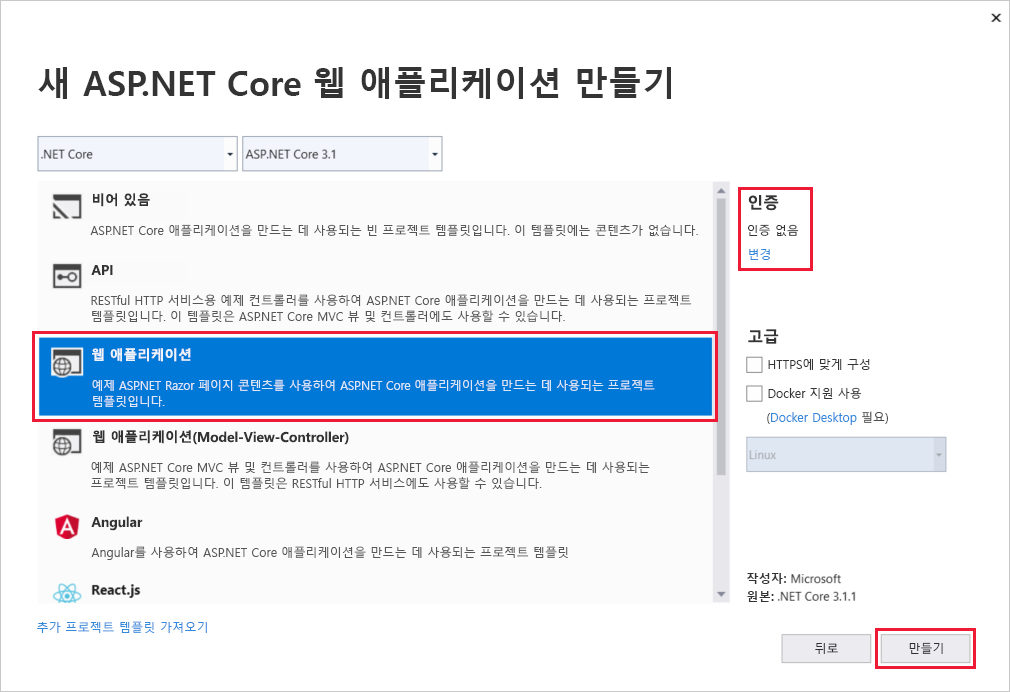 새 ASP.NET Core 웹 애플리케이션 만들기
.NET Core
ASP.NET Core 3.1
비어 있음
ASP.NET Core 애플리케이션을 만드는 데 사용되는 빈 프로젝트 템플릿입니다. 이 템플릿에는 콘텐츠가 없습니다.
API
RESTful HTTP 서비스용 예제 컨트롤러를 사용하여 ASP.NET Core 애플리케이션을 만드는 데 사용되는 프로젝트
템플릿입니다. 이 템플릿은 ASP.NET Core MVC 뷰 및 컨트롤러에도 사용할 수 있습니다.
웹 애플리케이션
예제 ASP.NET Razor 페이지 콘텐츠를 사용하여 ASP.NET Core 애플리케이션을 만드는 데 사용되는 프로젝트
템플릿입니다.
웹 애플리케이션(Model-View-Controller)
예제 ASP.NET Core MVC 뷰 및 컨트롤러를 사용하여 ASP.NET Core 애플리케이션을 만드는 데 사용되는
프로젝트 템플릿입니다. 이 템플릿은 RESTful HTTP 서비스에도 사용할 수 있습니다.
Angular
Angular를 사용하여 ASP.NET Core 애플리케이션을 만드는 데 사용되는 프로젝트 템플릿
React.js
추가 프로젝트 템플릿 가져오기
인증
인증 없음
변경
고급
HTTPS에 맞게 구성
Docker 지원 사용
(Docker Desktop 필요)
Linux
작성자: Microsoft
원본: .NET Core 3.1.1
뒤로
만들기